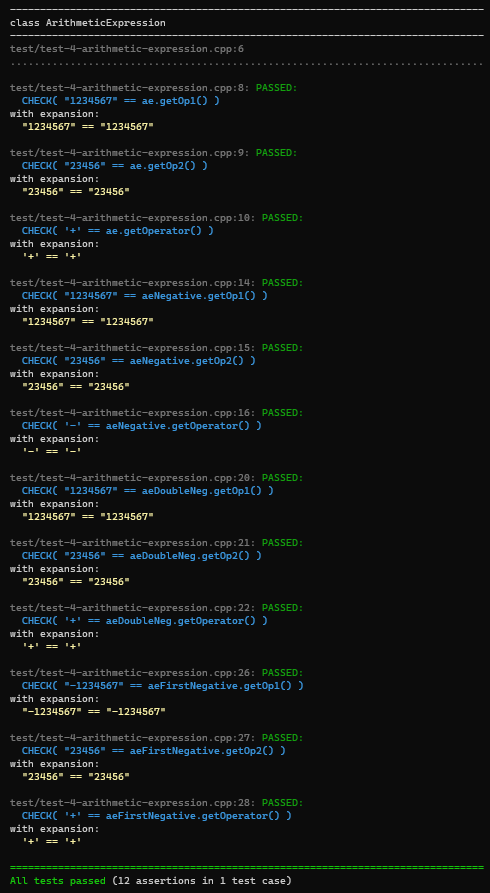 -------------------------------------------------------------------------------
class ArithmeticExpression
-------------------------------------------------------------------------------
test/test-4-arithmetic-expression.cpp:6
...............................................................................
test/test-4-arithmetic-expression.cpp:8: PASSED:
  CHECK( "1234567" == ae.getOp1() )
with expansion:
  "1234567" == "1234567"
test/test-4-arithmetic-expression.cpp:9: PASSED:
  CHECK( "23456" == ae.getOp2() )
with expansion:
  "23456" == "23456"
test/test-4-arithmetic-expression.cpp:10: PASSED:
  CHECK( '+' == ae.getOperator() )
with expansion:
  '+' == '+'
test/test-4-arithmetic-expression.cpp:14: PASSED:
  CHECK( "1234567" == aeNegative.getOp1() )
with expansion:
  "1234567" == "1234567"
test/test-4-arithmetic-expression.cpp:15: PASSED:
  CHECK( "23456" == aeNegative.getOp2() )
with expansion:
  "23456" == "23456"
test/test-4-arithmetic-expression.cpp:16: PASSED:
  CHECK( '-' == aeNegative.getOperator() )
with expansion:
  '-' == '-'
test/test-4-arithmetic-expression.cpp:20: PASSED:
  CHECK( "1234567" == aeDoubleNeg.getOp1() )
with expansion:
  "1234567" == "1234567"
test/test-4-arithmetic-expression.cpp:21: PASSED:
  CHECK( "23456" == aeDoubleNeg.getOp2() )
with expansion:
  "23456" == "23456"
test/test-4-arithmetic-expression.cpp:22: PASSED:
  CHECK( '+' == aeDoubleNeg.getOperator() )
with expansion:
  '+' == '+'
test/test-4-arithmetic-expression.cpp:26: PASSED:
  CHECK( "-1234567" == aeFirstNegative.getOp1() )
with expansion:
  "-1234567" == "-1234567"
test/test-4-arithmetic-expression.cpp:27: PASSED:
  CHECK( "23456" == aeFirstNegative.getOp2() )
with expansion:
  "23456" == "23456"
test/test-4-arithmetic-expression.cpp:28: PASSED:
  CHECK( '+' == aeFirstNegative.getOperator() )
with expansion:
  '+' == '+'
===============================================================================
All tests passed (12 assertions in 1 test case)